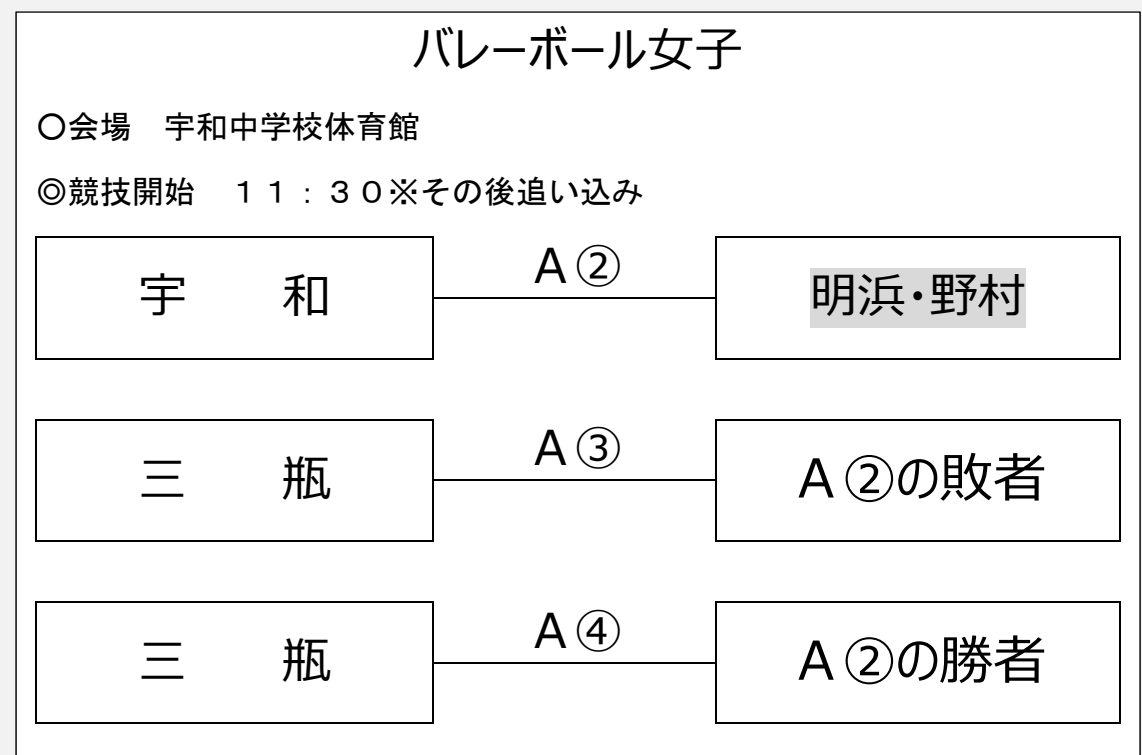 バレーボール女子
〇会場　宇和中学校体育館
◎競技開始　１１：３０※その後追い込み
宇　和　A②　明浜・野村
三　瓶　A③　A②の敗者
三　瓶　A④　A②の勝者